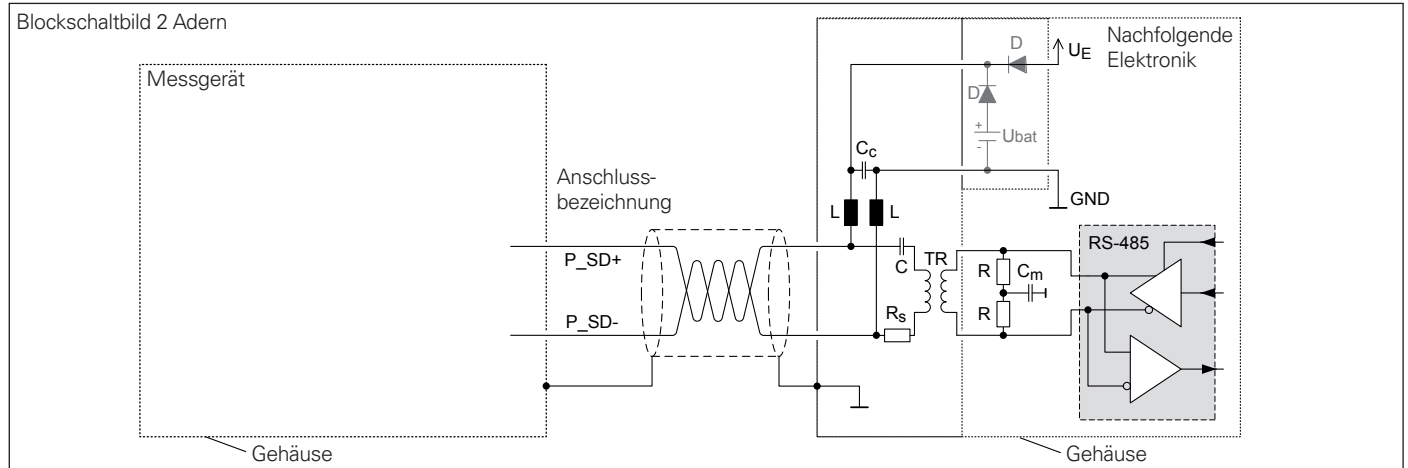 Blockschaltbild 2 Adern
Messgerät
Nachfolgende
Elektronik
D
UE
D
+
Ubat
-
Cc
GND
Anschluss-
bezeichnung
L
L
RS-485
P_SD+
C
TR
R
Cm
P_SD-
Rs
R
Gehäuse
Gehäuse